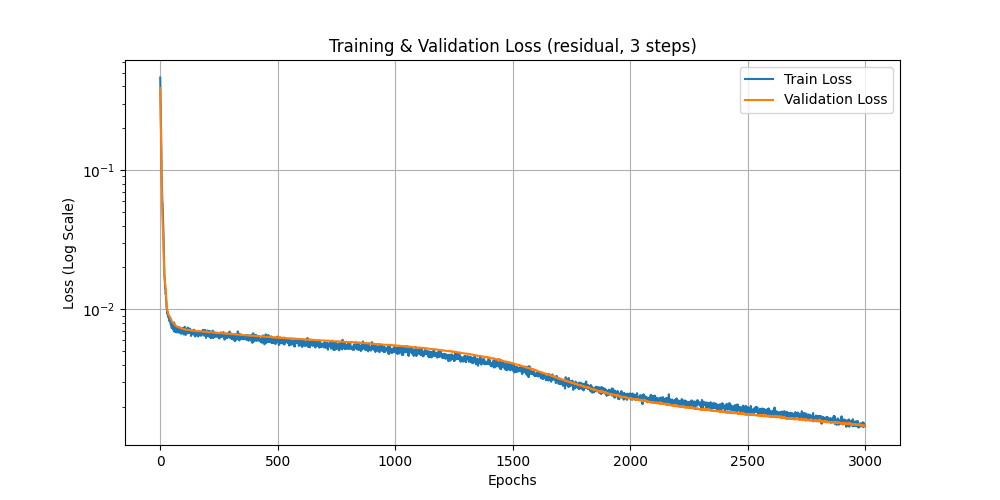 Training & Validation Loss (residual, 3 steps)
Train Loss
Validation Loss
Loss (Log Scale)
10⁻¹
10⁻²
0 500 1000 1500 2000 2500 3000
Epochs